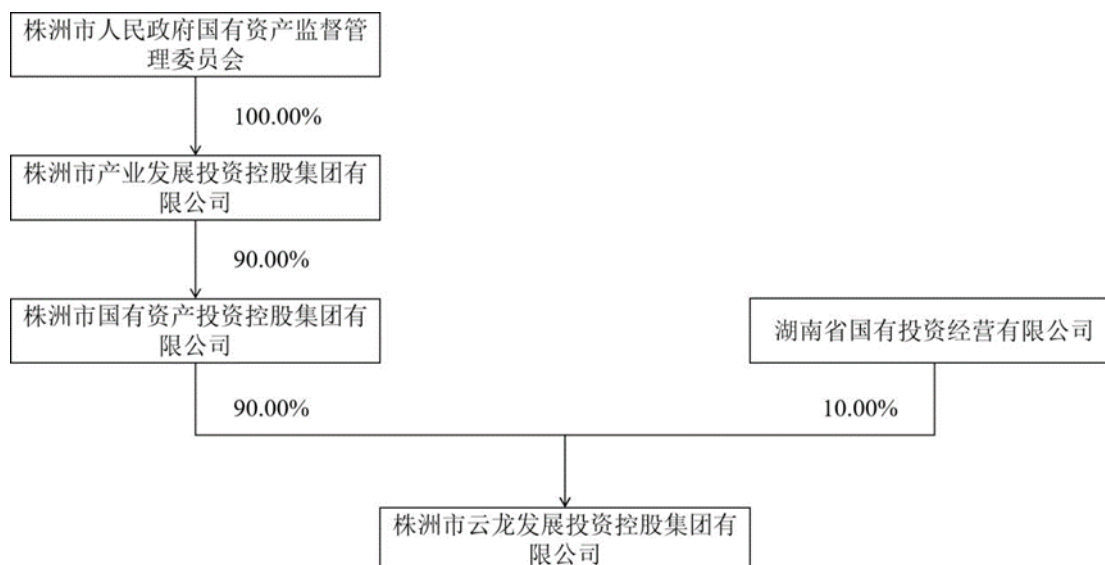 株洲市人民政府国有资产监督管
理委员会
100.00%
株洲市产业发展投资控股集团有
限公司
90.00%
株洲市国有资产投资控股集团有
限公司
湖南省国有投资经营有限公司
90.00%
10.00%
株洲市云龙发展投资控股集团有
限公司